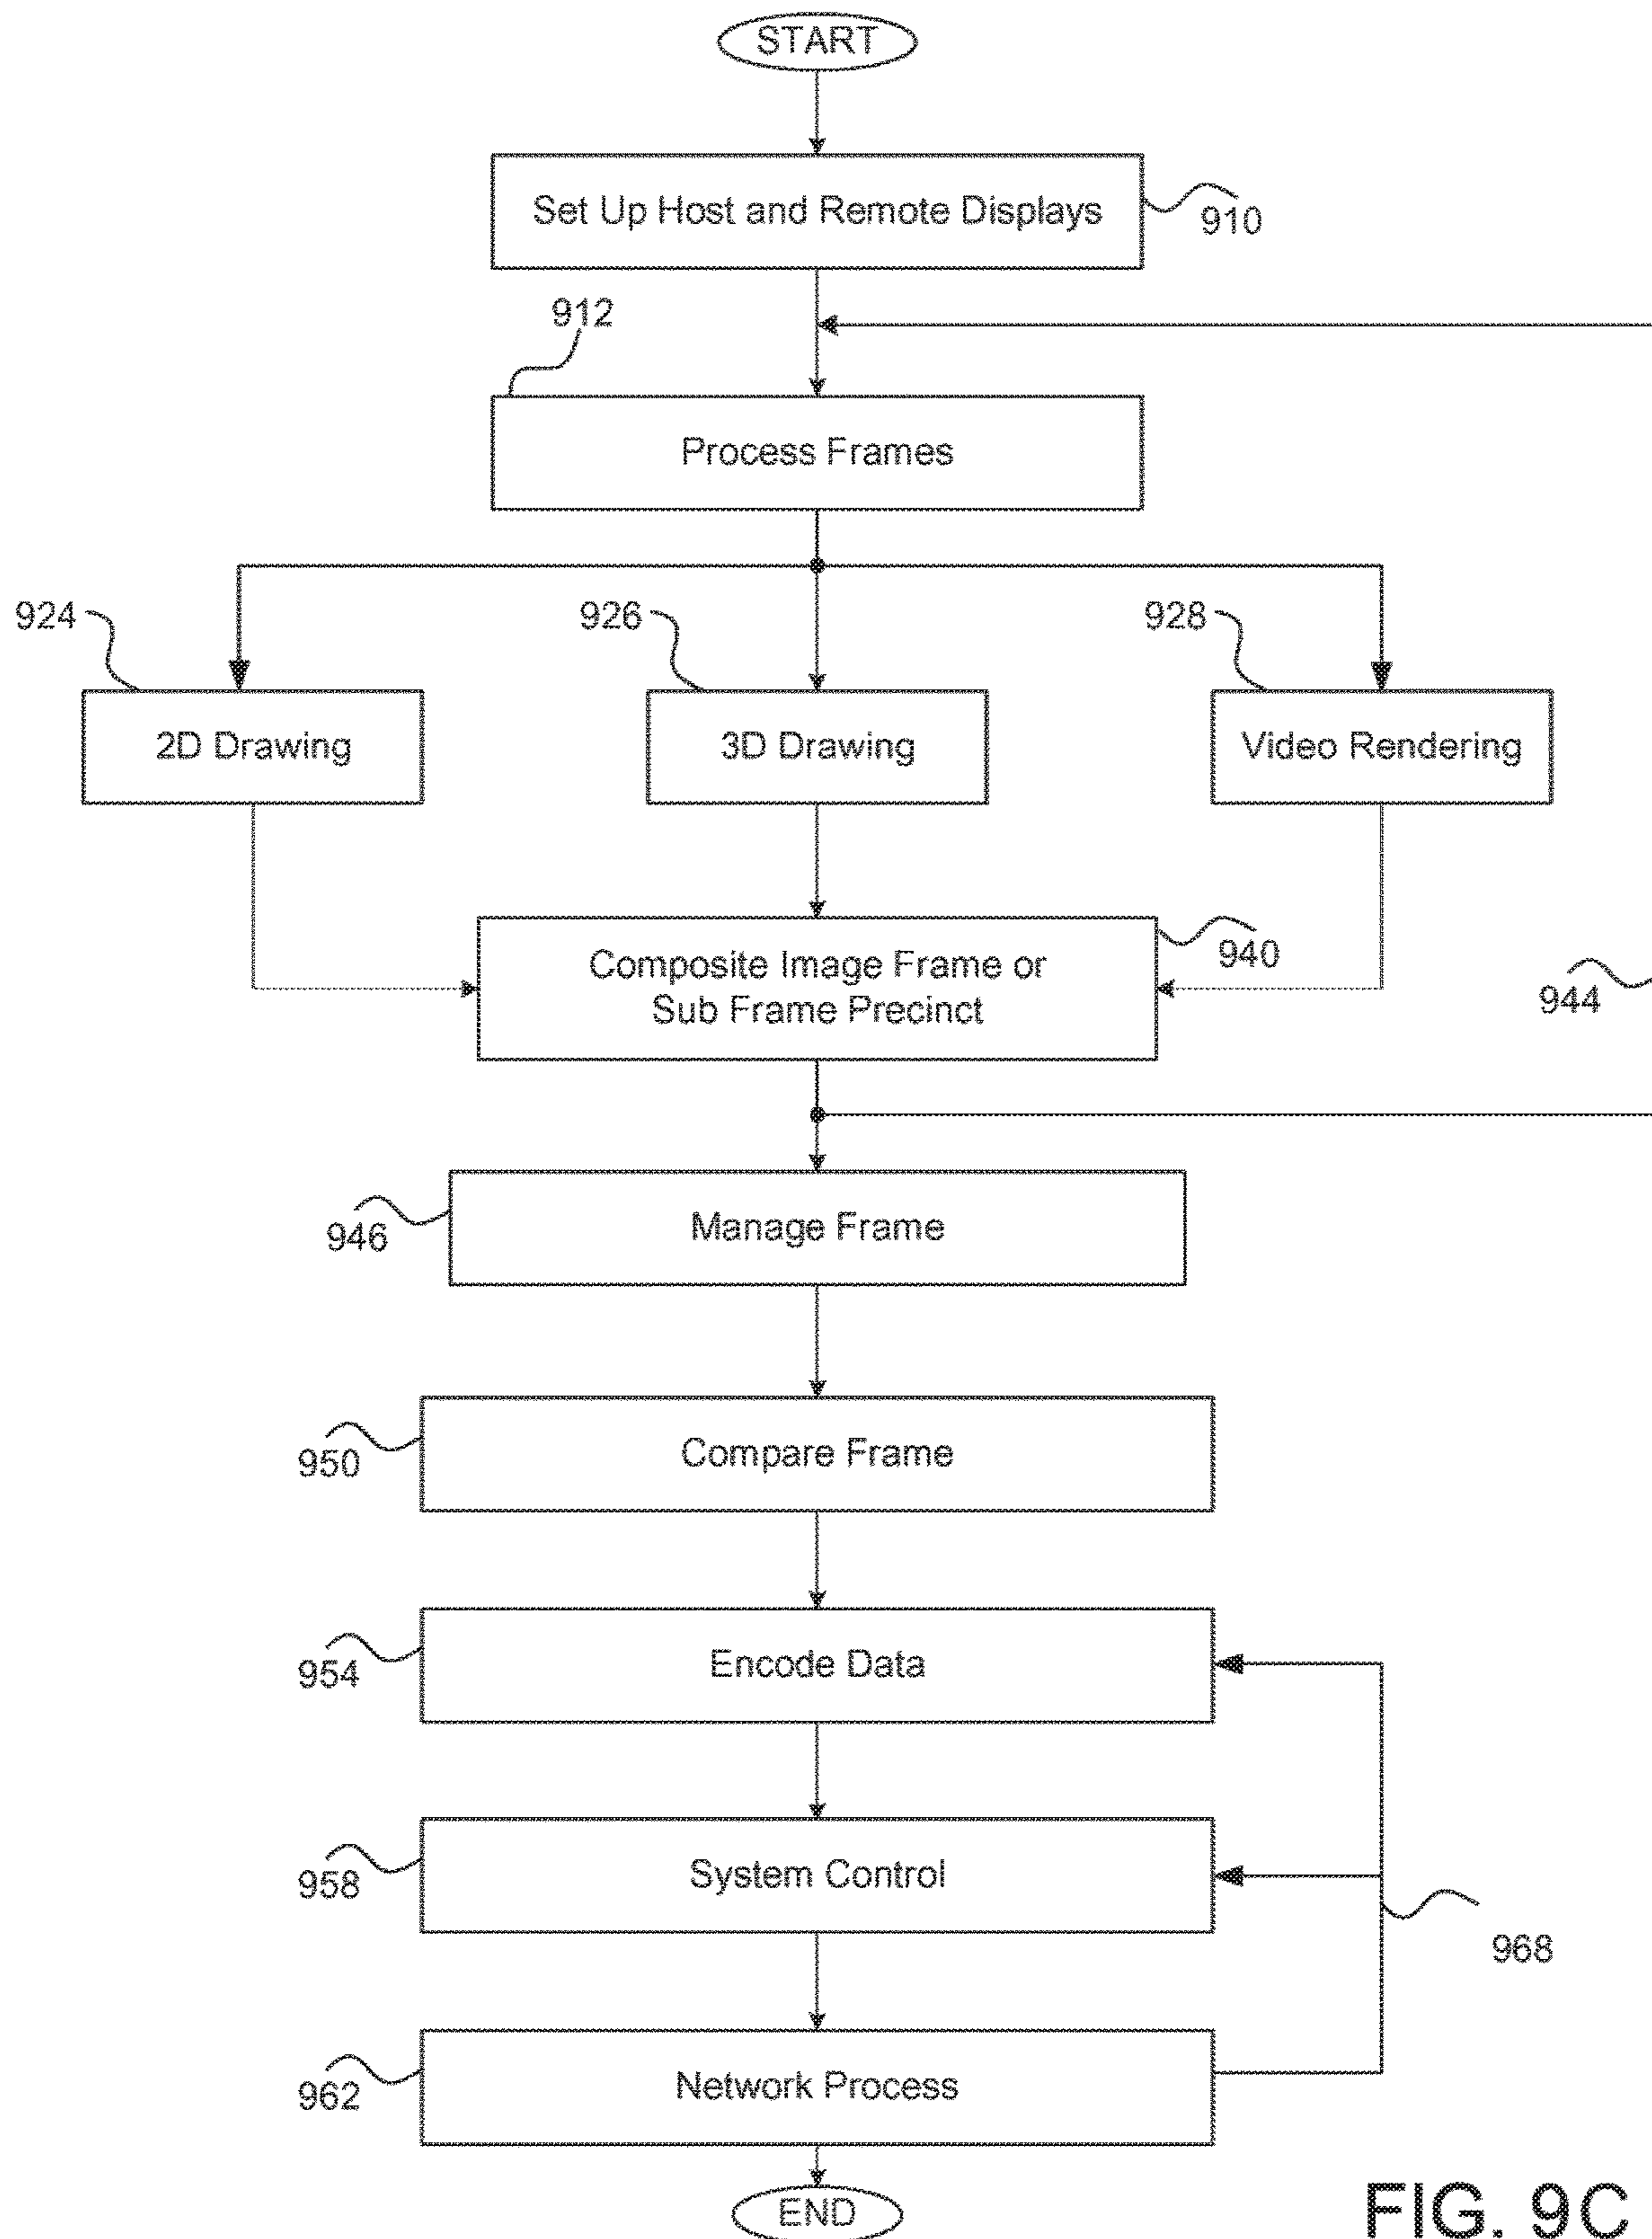 START
Set Up Host and Remote Displays
910
912
Process Frames
924
926
928
2D Drawing
3D Drawing
Video Rendering
Composite Image Frame or
Sub Frame Precinct
940
944
Manage Frame
946
Compare Frame
950
Encode Data
954
System Control
958
968
Network Process
962
END
FIG. 9C